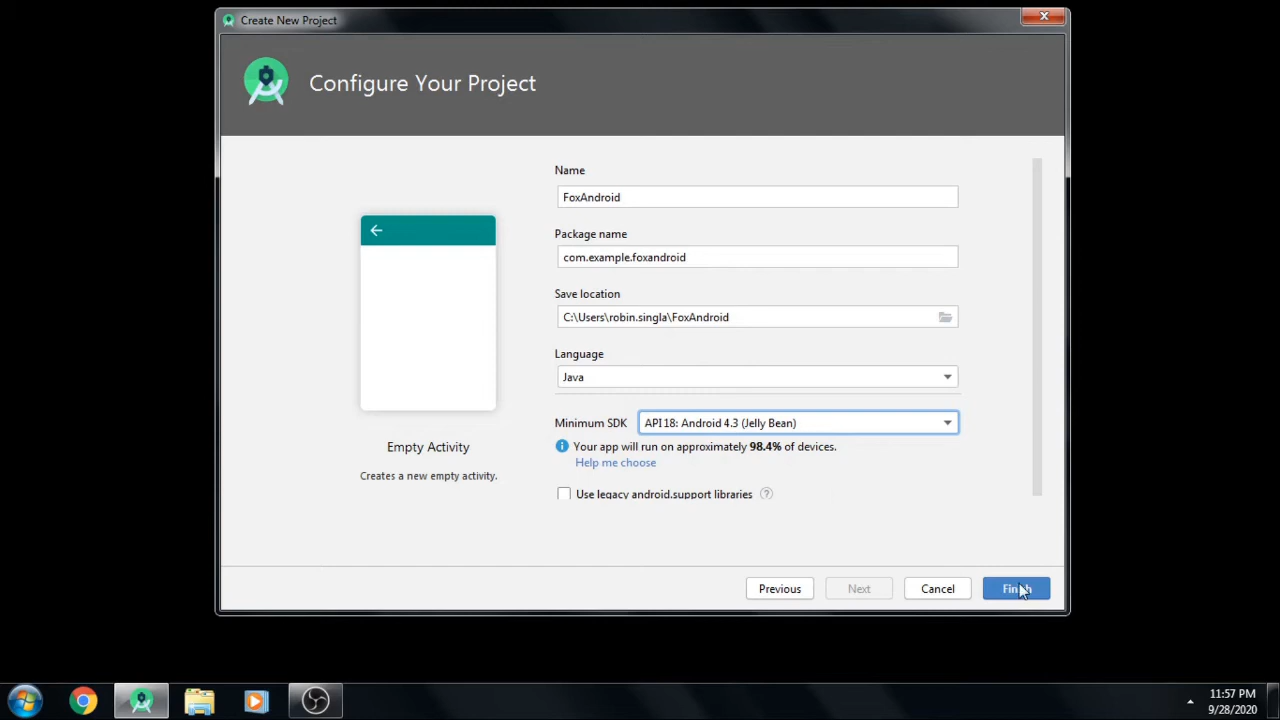 Create New Project
Configure Your Project
Name
FoxAndroid
Package name
com.example.foxandroid
Save location
C:\Users\robin.singla\FoxAndroid
Language
Java
Minimum SDK
API 18: Android 4.3 (Jelly Bean)
Your app will run on approximately 98.4% of devices.
Help me choose
Use legacy android.support libraries
Empty Activity
Creates a new empty activity.
Previous
Next
Cancel
Finish
11:57 PM
9/28/2020